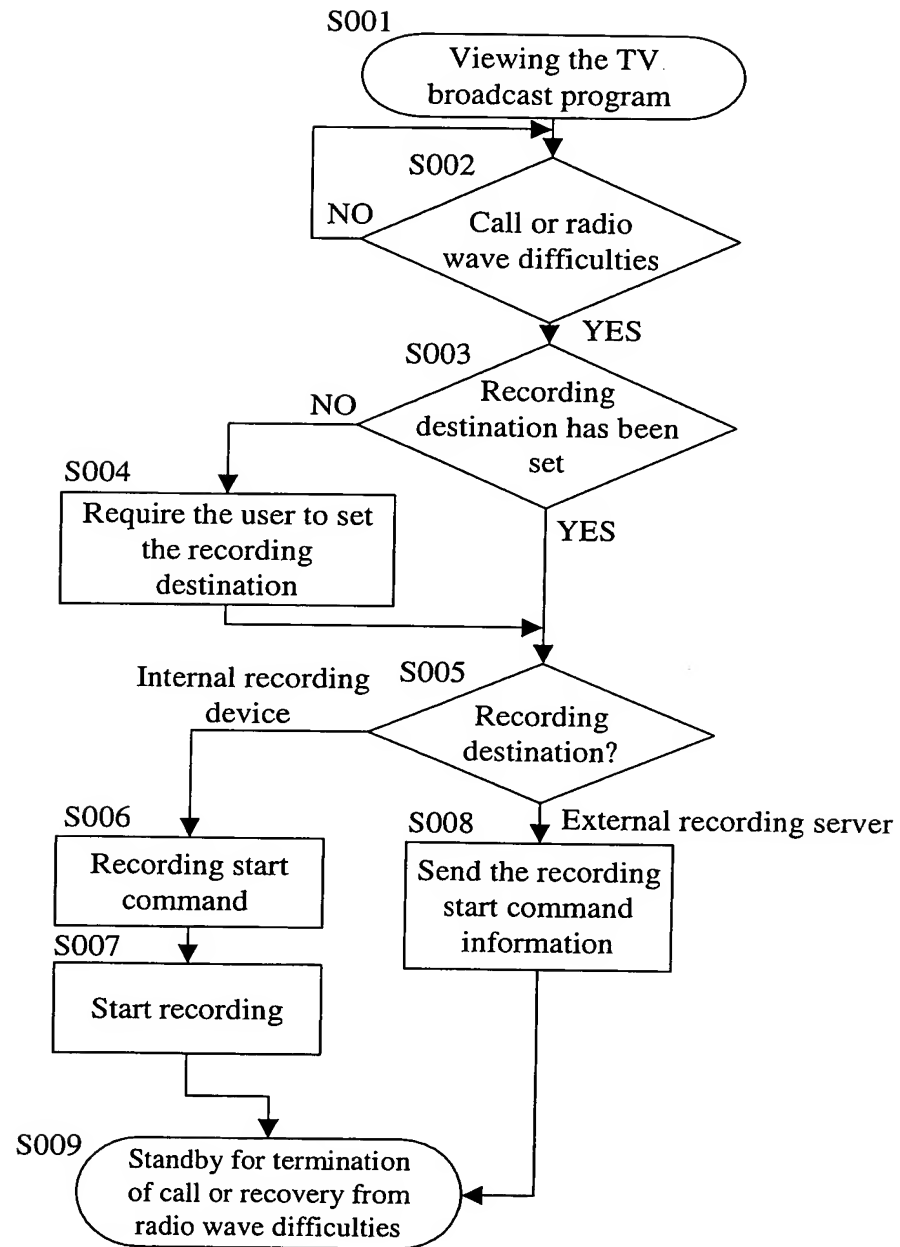 S001
Viewing the TV
broadcast program
S002
NO
Call or radio
wave difficulties
YES
S003
NO
Recording
destination has been
set
S004
Require the user to set
the recording
destination
YES
Internal recording
device
S005
Recording
destination?
S006
Recording start
command
S008
External recording server
Send the recording
start command
information
S007
Start recording
S009
Standby for termination
of call or recovery from
radio wave difficulties